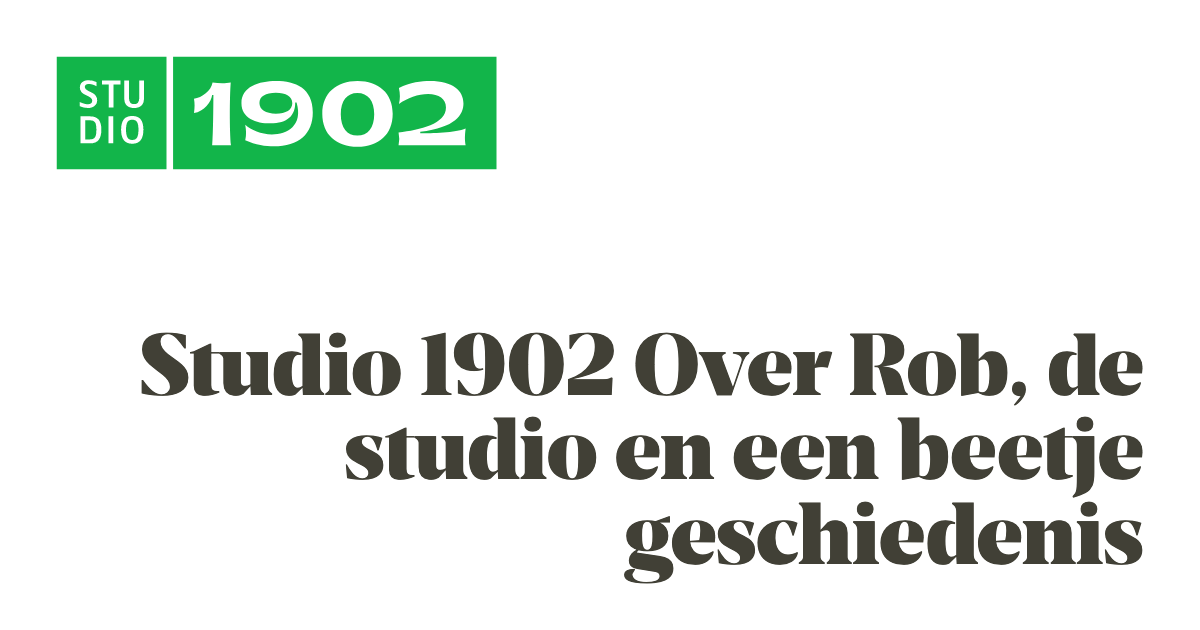 STU
DIO
1902
Studio 1902 Over Rob, de
studio en een beetje
geschiedenis